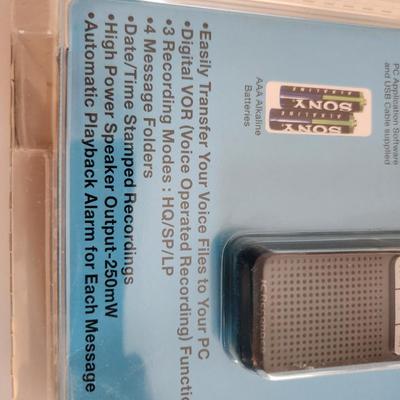 PC Application Software
and USB Cable supplied
SONY
ALKALINE
SONY
ALKALINE
AAA Alkaline
Batteries
•Easily Transfer Your Voice Files to Your PC
•Digital VOR (Voice Operated Recording)
•3 Recording Modes : HQ/SP/LP
•4 Message Folders
•Date/Time Stamped Recordings
•High Power Speaker Output-250mW
•Automatic Playback Alarm for Each Message